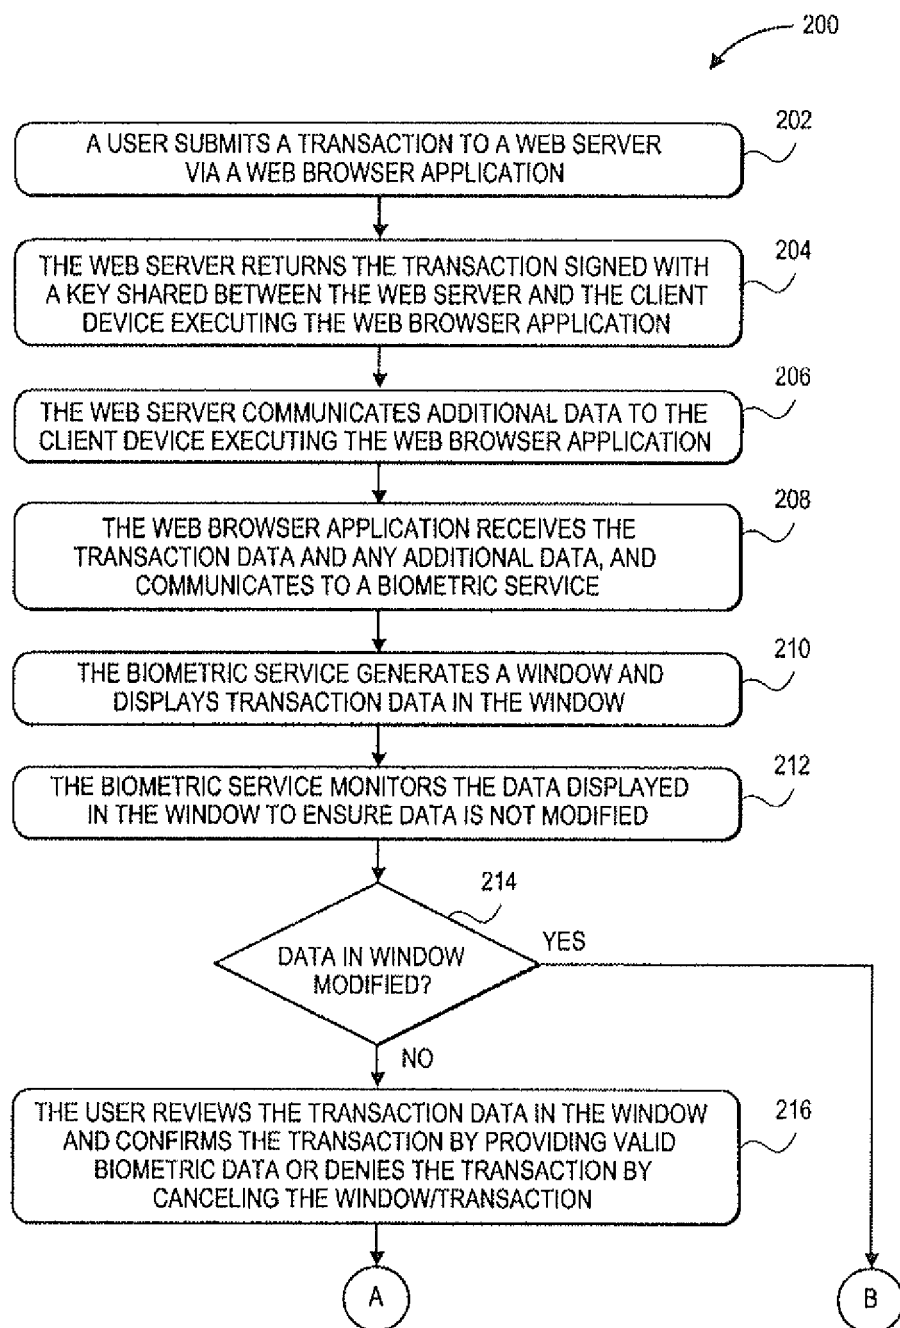 200
202
A USER SUBMITS A TRANSACTION TO A WEB SERVER
VIA A WEB BROWSER APPLICATION
204
THE WEB SERVER RETURNS THE TRANSACTION SIGNED WITH
A KEY SHARED BETWEEN THE WEB SERVER AND THE CLIENT
DEVICE EXECUTING THE WEB BROWSER APPLICATION
206
THE WEB SERVER COMMUNICATES ADDITIONAL DATA TO THE
CLIENT DEVICE EXECUTING THE WEB BROWSER APPLICATION
208
THE WEB BROWSER APPLICATION RECEIVES THE
TRANSACTION DATA AND ANY ADDITIONAL DATA, AND
COMMUNICATES TO A BIOMETRIC SERVICE
210
THE BIOMETRIC SERVICE GENERATES A WINDOW AND
DISPLAYS TRANSACTION DATA IN THE WINDOW
212
THE BIOMETRIC SERVICE MONITORS THE DATA DISPLAYED
IN THE WINDOW TO ENSURE DATA IS NOT MODIFIED
214
DATA IN WINDOW
MODIFIED?
YES
NO
216
THE USER REVIEWS THE TRANSACTION DATA IN THE WINDOW
AND CONFIRMS THE TRANSACTION BY PROVIDING VALID
BIOMETRIC DATA OR DENIES THE TRANSACTION BY
CANCELING THE WINDOW/TRANSACTION
A
B